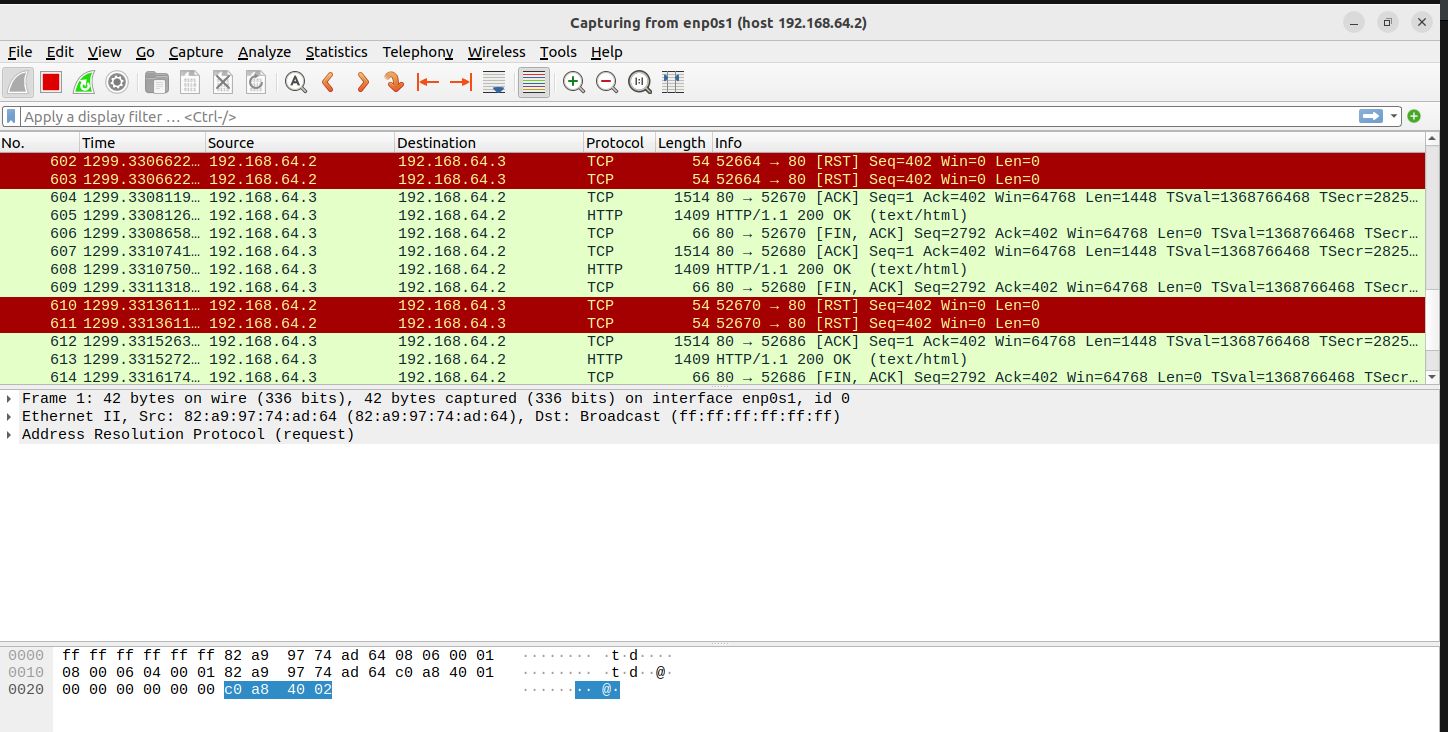 Capturing from enp0s1 (host 192.168.64.2)
File Edit View Go Capture Analyze Statistics Telephony Wireless Tools Help
Apply a display filter … <Ctrl-/>
No. Time Source Destination Protocol Length Info
602 1299.3306622… 192.168.64.2 192.168.64.3 TCP 54 52664 → 80 [RST] Seq=402 Win=0 Len=0
603 1299.3306622… 192.168.64.2 192.168.64.3 TCP 54 52664 → 80 [RST] Seq=402 Win=0 Len=0
604 1299.3308119… 192.168.64.3 192.168.64.2 TCP 1514 80 → 52670 [ACK] Seq=1 Ack=402 Win=64768 Len=1448 TSval=1368766468 TSecr=2825…
605 1299.3308126… 192.168.64.3 192.168.64.2 HTTP 1409 HTTP/1.1 200 OK (text/html)
606 1299.3308658… 192.168.64.3 192.168.64.2 TCP 66 80 → 52670 [FIN, ACK] Seq=2792 Ack=402 Win=64768 Len=0 TSval=1368766468 TSecr…
607 1299.3310741… 192.168.64.3 192.168.64.2 TCP 1514 80 → 52680 [ACK] Seq=1 Ack=402 Win=64768 Len=1448 TSval=1368766468 TSecr=2825…
608 1299.3310750… 192.168.64.3 192.168.64.2 HTTP 1409 HTTP/1.1 200 OK (text/html)
609 1299.3311318… 192.168.64.3 192.168.64.2 TCP 66 80 → 52680 [FIN, ACK] Seq=2792 Ack=402 Win=64768 Len=0 TSval=1368766468 TSecr…
610 1299.3313611… 192.168.64.2 192.168.64.3 TCP 54 52670 → 80 [RST] Seq=402 Win=0 Len=0
611 1299.3313611… 192.168.64.2 192.168.64.3 TCP 54 52670 → 80 [RST] Seq=402 Win=0 Len=0
612 1299.3315263… 192.168.64.3 192.168.64.2 TCP 1514 80 → 52686 [ACK] Seq=1 Ack=402 Win=64768 Len=1448 TSval=1368766468 TSecr=2825…
613 1299.3315272… 192.168.64.3 192.168.64.2 HTTP 1409 HTTP/1.1 200 OK (text/html)
614 1299.3316174… 192.168.64.3 192.168.64.2 TCP 66 80 → 52686 [FIN, ACK] Seq=2792 Ack=402 Win=64768 Len=0 TSval=1368766468 TSecr…
Frame 1: 42 bytes on wire (336 bits), 42 bytes captured (336 bits) on interface enp0s1, id 0
Ethernet II, Src: 82:a9:97:74:ad:64 (82:a9:97:74:ad:64), Dst: Broadcast (ff:ff:ff:ff:ff:ff)
Address Resolution Protocol (request)
0000 ff ff ff ff ff ff 82 a9 97 74 ad 64 08 06 00 01 ········ ·t·d····
0010 08 00 06 04 00 01 82 a9 97 74 ad 64 c0 a8 40 01 ········ ·t·d··@·
0020 00 00 00 00 00 00 c0 a8 40 02 ········ @·